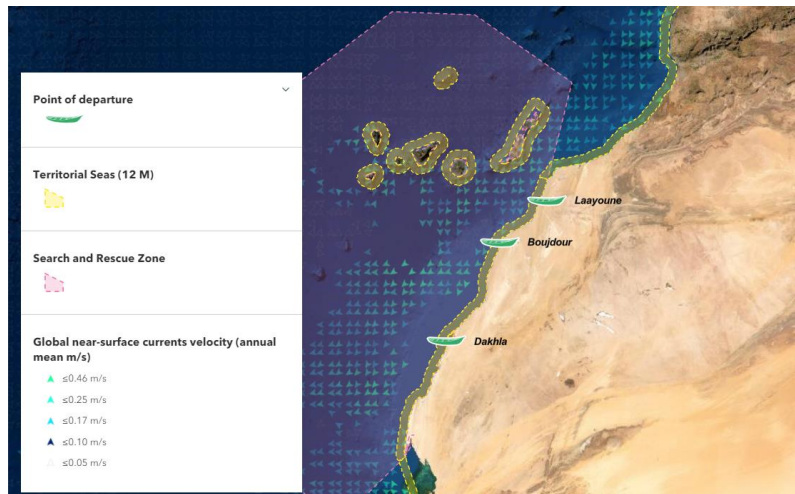 Point of departure
Territorial Seas (12 M)
Search and Rescue Zone
Global near-surface currents velocity (annual
mean m/s)
≤0.46 m/s
≤0.25 m/s
≤0.17 m/s
≤0.10 m/s
≤0.05 m/s
Laayoune
Boujdour
Dakhla